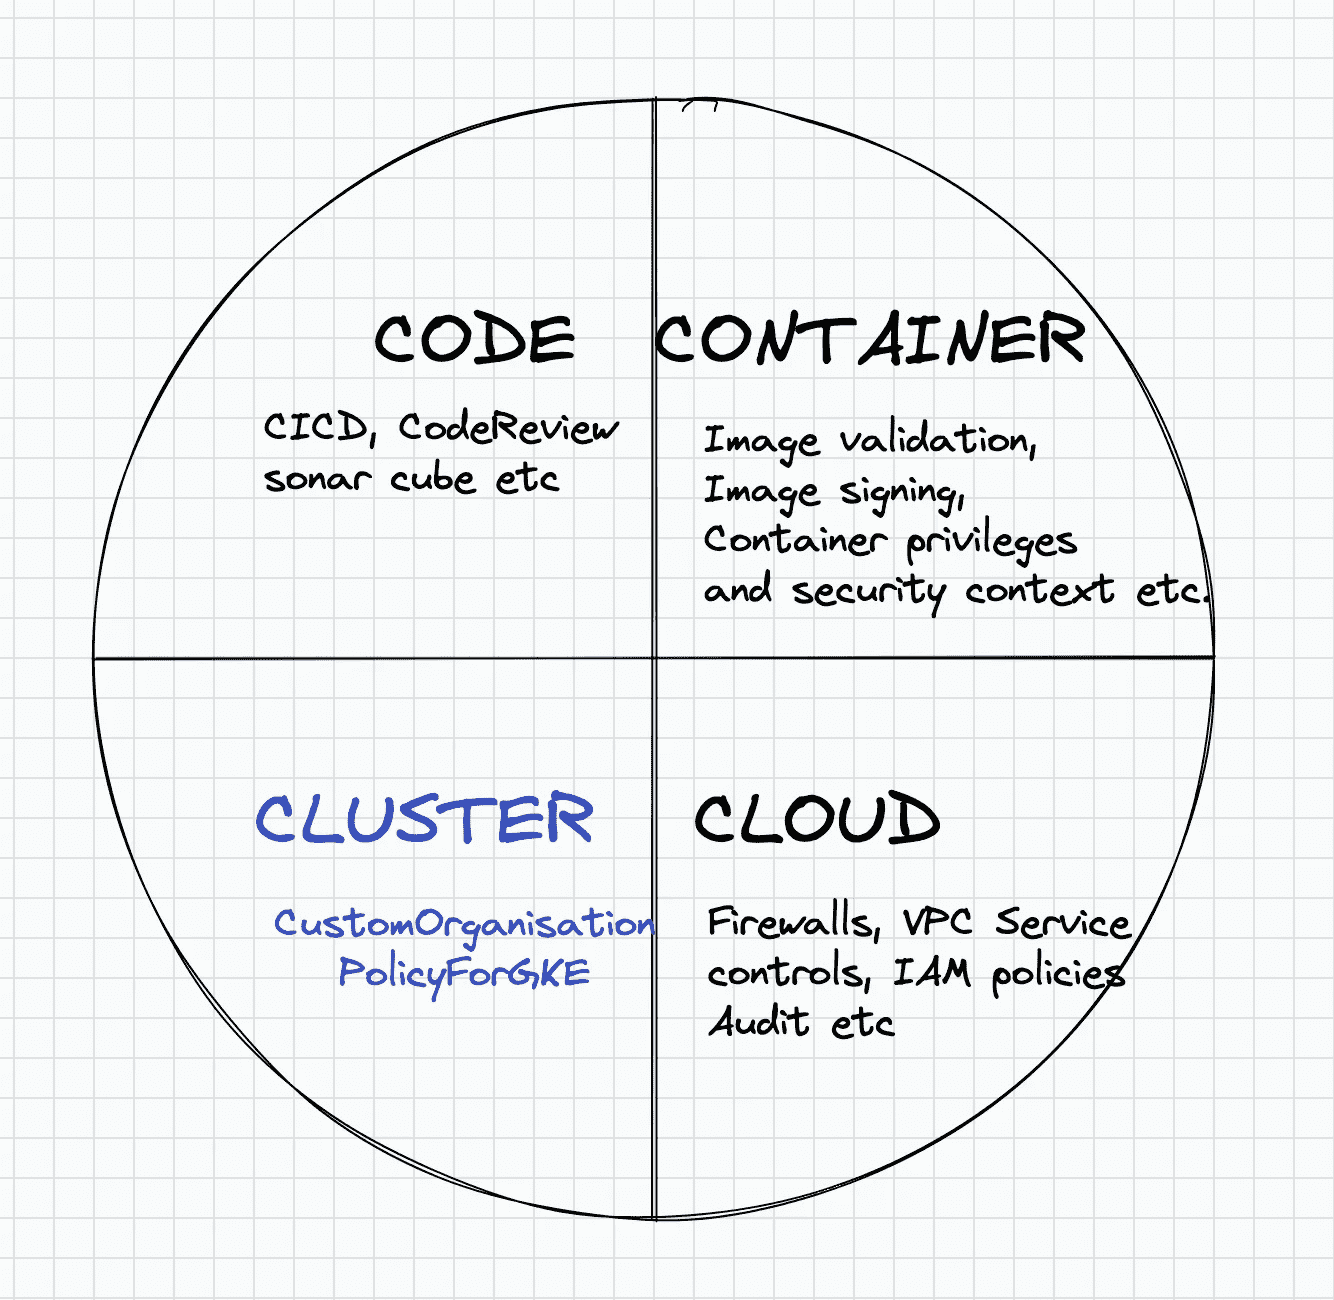 CODE
CICD, CodeReview
sonar cube etc
CONTAINER
Image validation,
Image signing,
Container privileges
and security context etc.
CLUSTER
CustomOrganisation
PolicyForGKE
CLOUD
Firewalls, VPC Service
controls, IAM policies
Audit etc